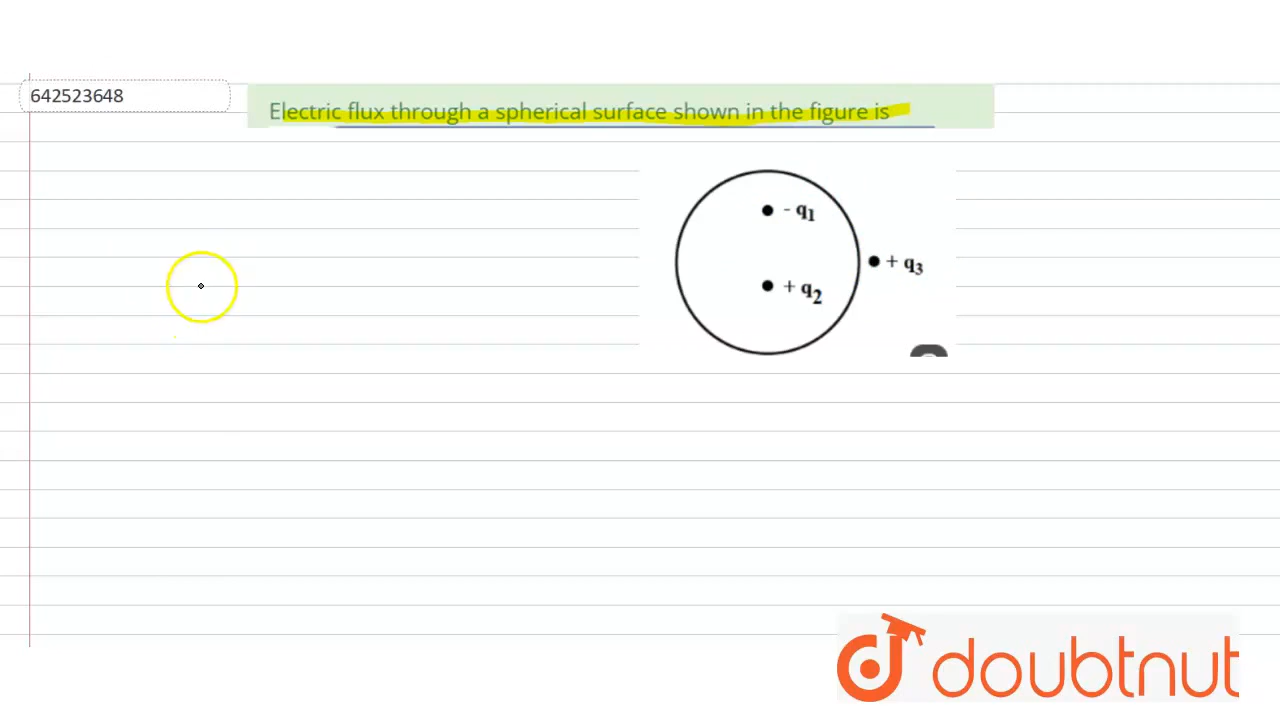 642523648
Electric flux through a spherical surface shown in the figure is
- q1
+ q3
+ q2
doubtnut